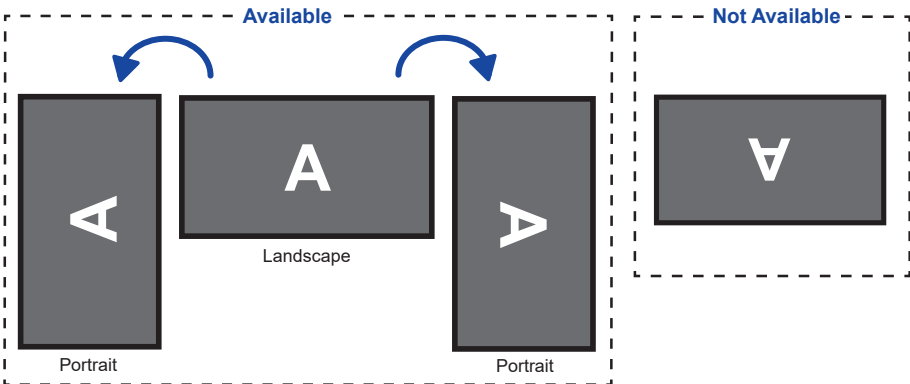 Available
Not Available
A
A
A
A
Landscape
Portrait
Portrait